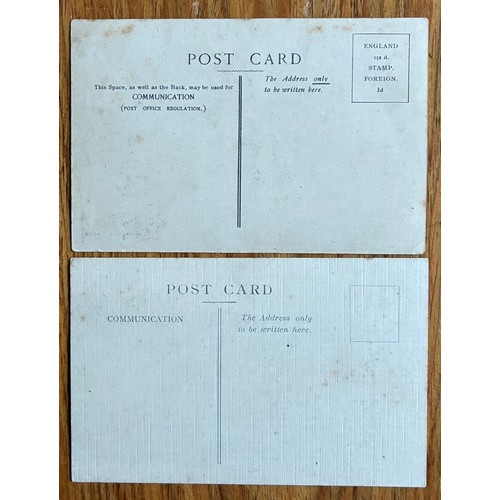 POST CARD
This Space, as well as the Back, may be used for
COMMUNICATION
(POST OFFICE REGULATION.)
The Address only
to be written here.
ENGLAND
STAMP.
FOREIGN.
1d
POST CARD
COMMUNICATION
The Address only
to be written here.